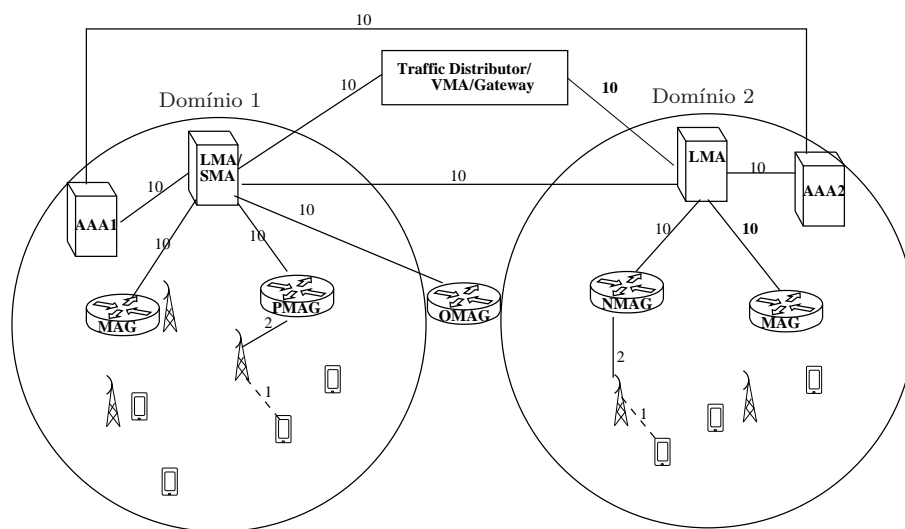 10
Traffic Distributor/
VMA/Gateway
10
10
Domínio 1
Domínio 2
LMA/
SMA/
LMA
10
10
10
AAA1
AAA2
10
10
10
10
10
10
MAG
PMAG
OMAG
NMAG
MAG
2
2
1
1